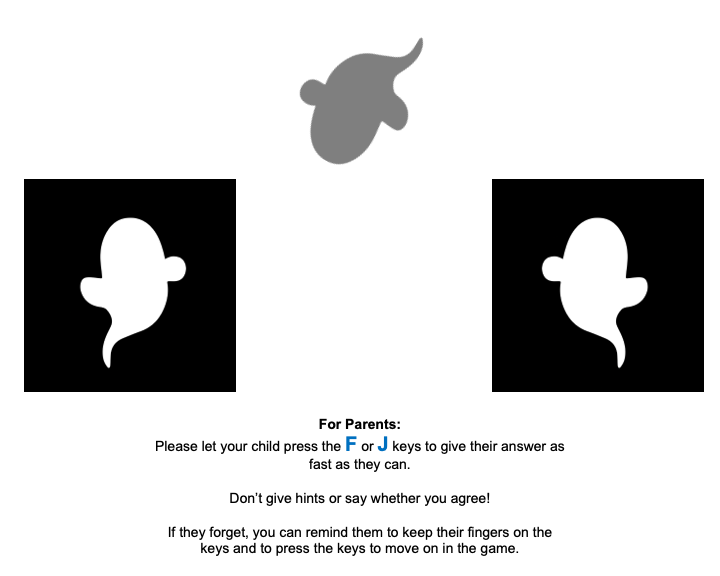 For Parents:
Please let your child press the F or J keys to give their answer as
fast as they can.
Don't give hints or say whether you agree!
If they forget, you can remind them to keep their fingers on the
keys and to press the keys to move on in the game.